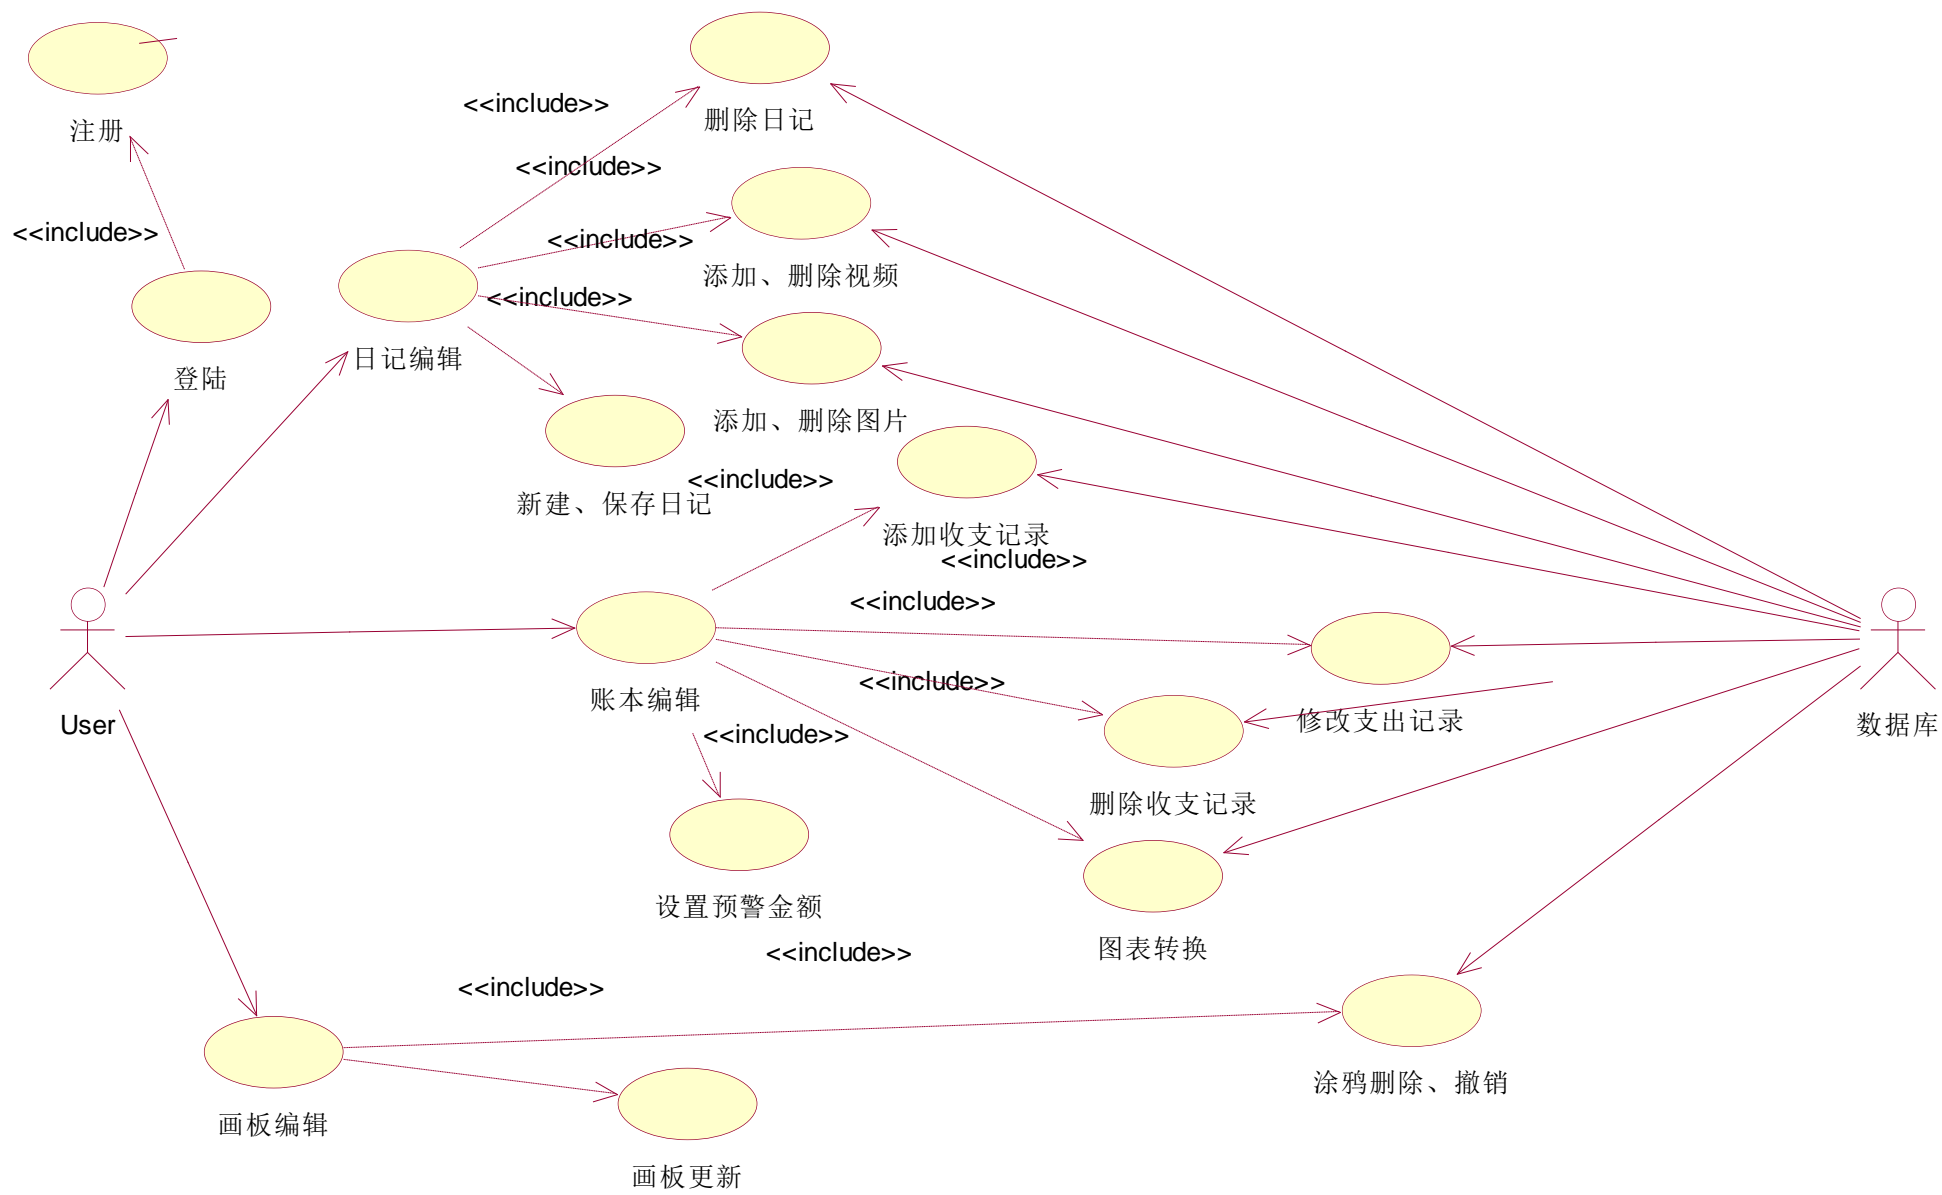 <<include>>
删除日记
注册
<<include>>
<<include>>
<<include>>
添加、删除视频
<<include>>
日记编辑
登陆
添加、删除图片
<<include>>
新建、保存日记
添加收支记录
<<include>>
<<include>>
账本编辑
<<include>>
User
<<include>>
修改支出记录
数据库
删除收支记录
设置预警金额
图表转换
<<include>>
<<include>>
涂鸦删除、撤销
画板编辑
画板更新